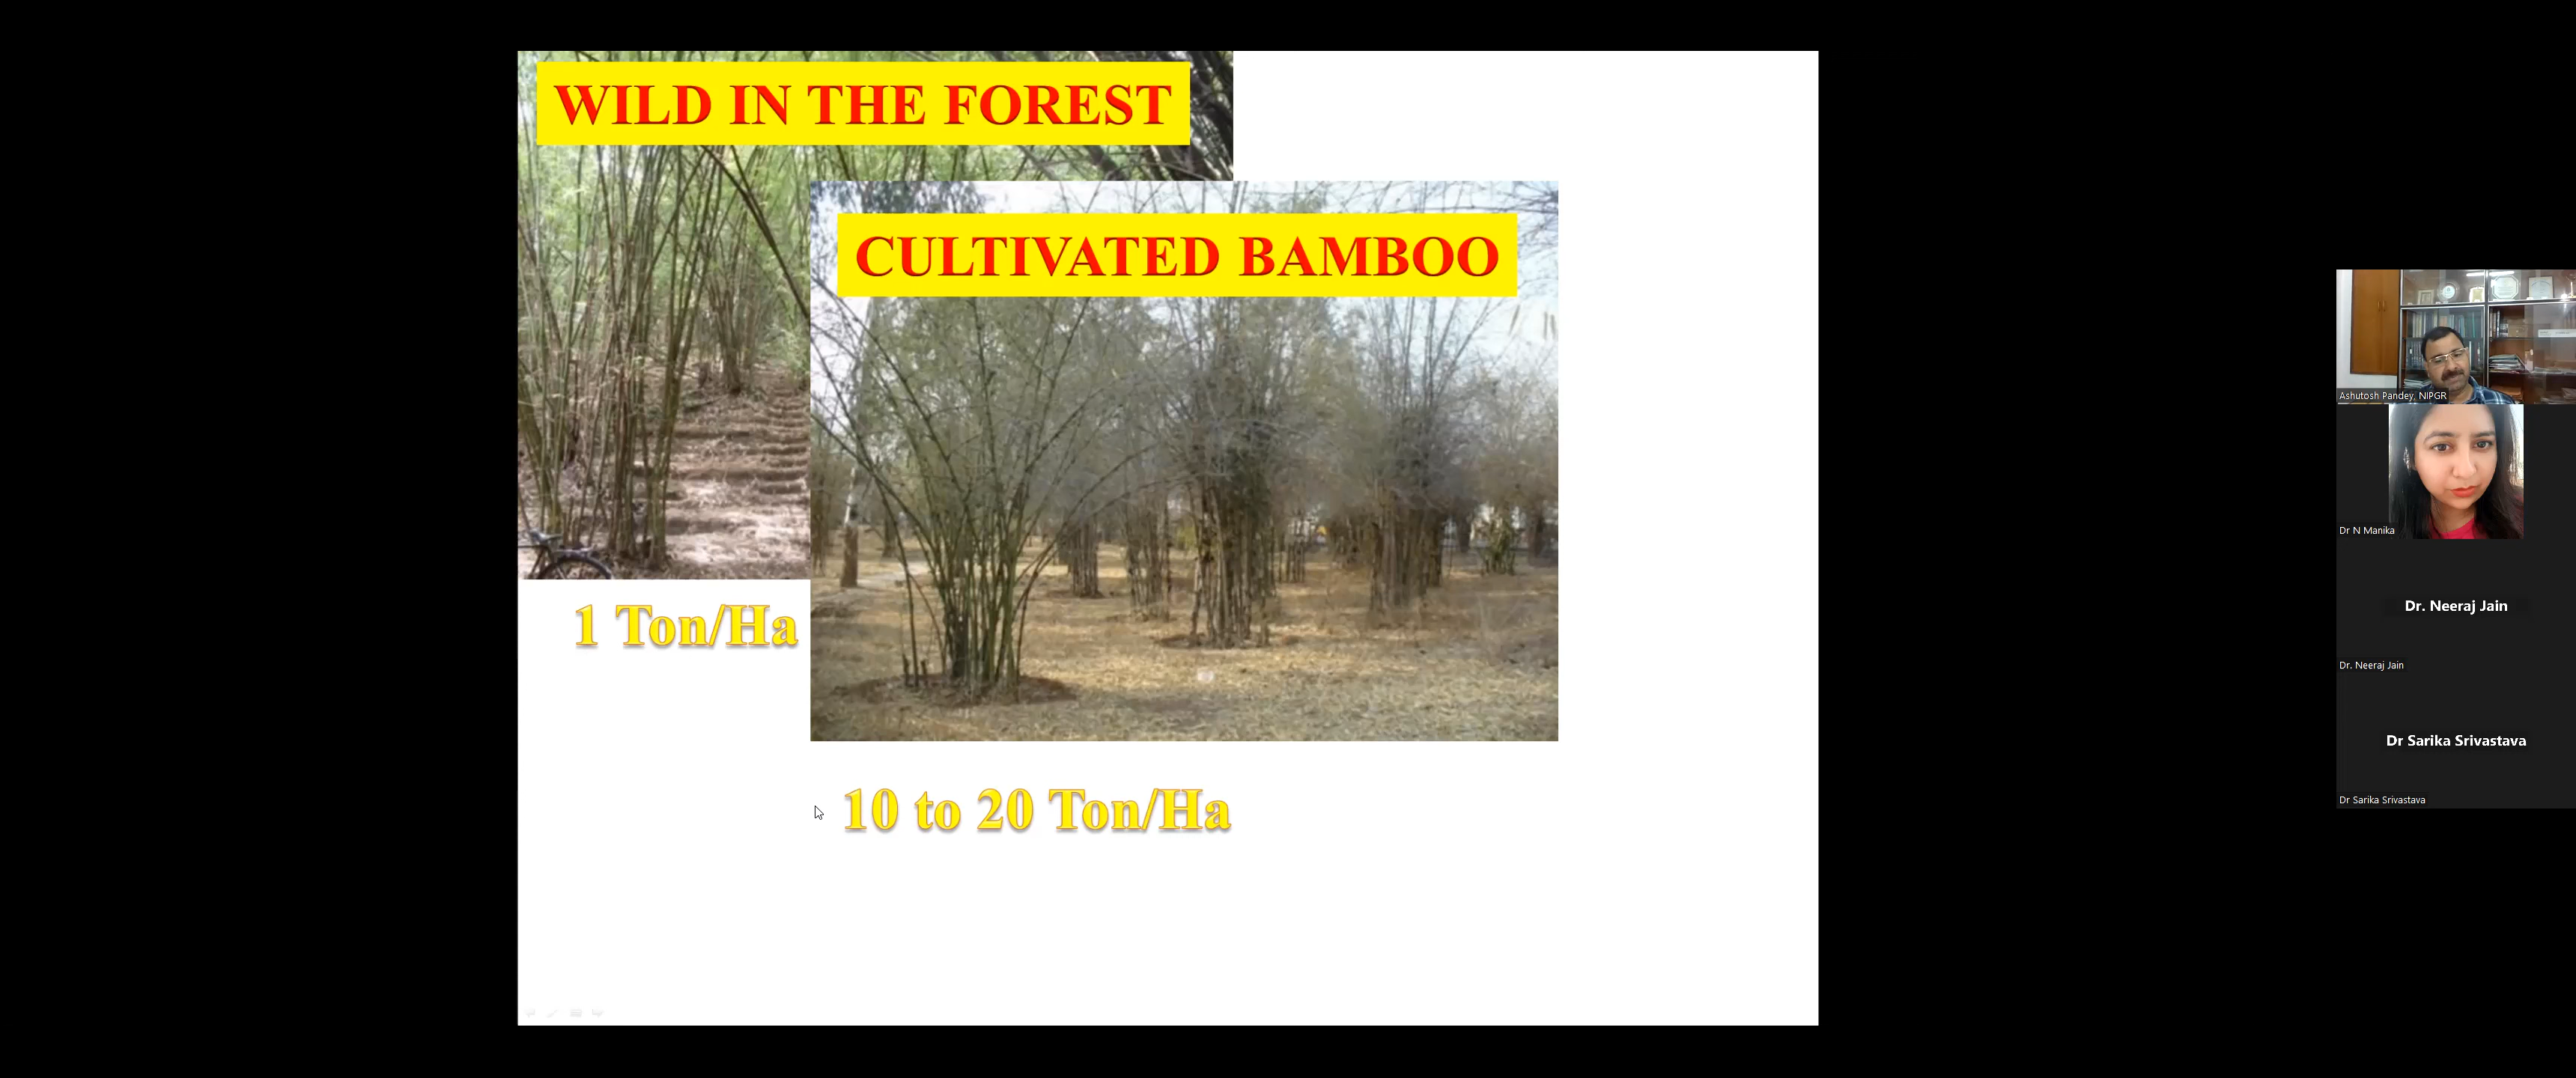 WILD IN THE FOREST
CULTIVATED BAMBOO
1 Ton/Ha
10 to 20 Ton/Ha
Ashutosh Pandey, NIPGR
Dr N Manika
Dr. Neeraj Jain
Dr. Neeraj Jain
Dr Sarika Srivastava
Dr Sarika Srivastava